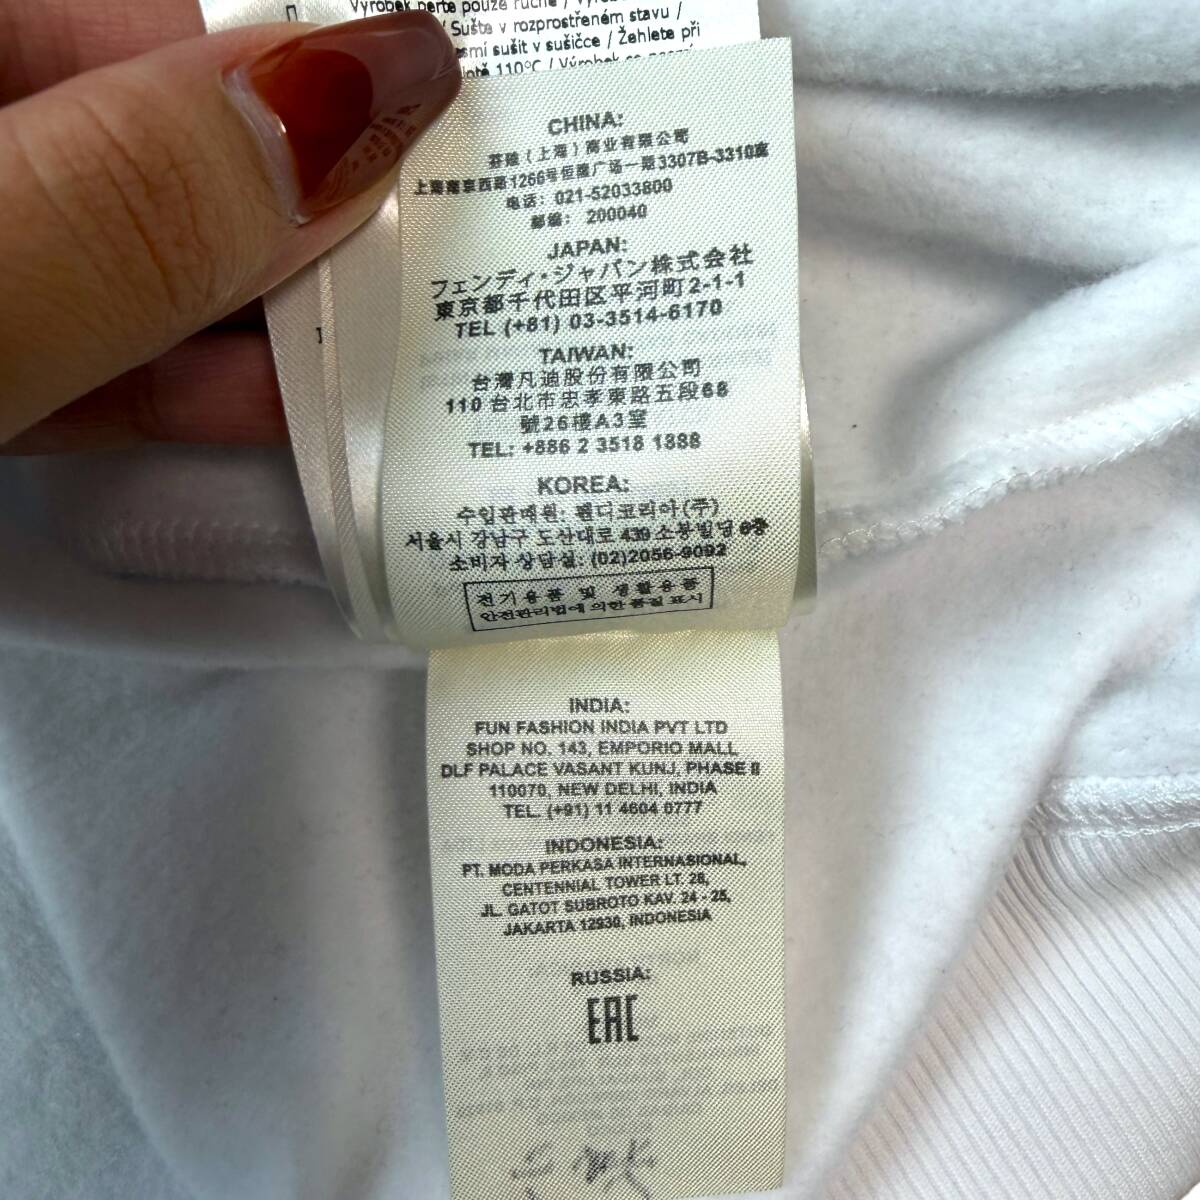 Výrobek perte pouze ručně / Výrobek
/ Sušte v rozprostřeném stavu /
smí sušit v sušičce / Žehlete při
110°C / Výrobek se nesmí
CHINA:
芬隆（上海）商业有限公司
上海南京西路1266号恒隆广场一期3307B-3310室
电话: 021-52033800
邮编: 200040
JAPAN:
フェンディ・ジャパン株式会社
東京都千代田区平河町2-1-1
TEL (+81) 03-3514-6170
TAIWAN:
台灣凡迪股份有限公司
110 台北市忠孝東路五段68
號26樓A3室
TEL: +886 2 3518 1888
KOREA:
수입판매원: 펜디코리아(주)
서울시 강남구 도산대로 439 소봉빌딩 6층
소비자 상담실: (02)2056-9092
전기용품 및 생활용품
안전관리법에 의한 품질 표시
INDIA:
FUN FASHION INDIA PVT LTD
SHOP NO. 143, EMPORIO MALL
DLF PALACE VASANT KUNJ, PHASE II
110070, NEW DELHI, INDIA
TEL. (+91) 11 4604 0777
INDONESIA:
PT. MODA PERKASA INTERNASIONAL,
CENTENNIAL TOWER LT 28,
JL. GATOT SUBROTO KAV. 24 - 25,
JAKARTA 12930, INDONESIA
RUSSIA:
EAC